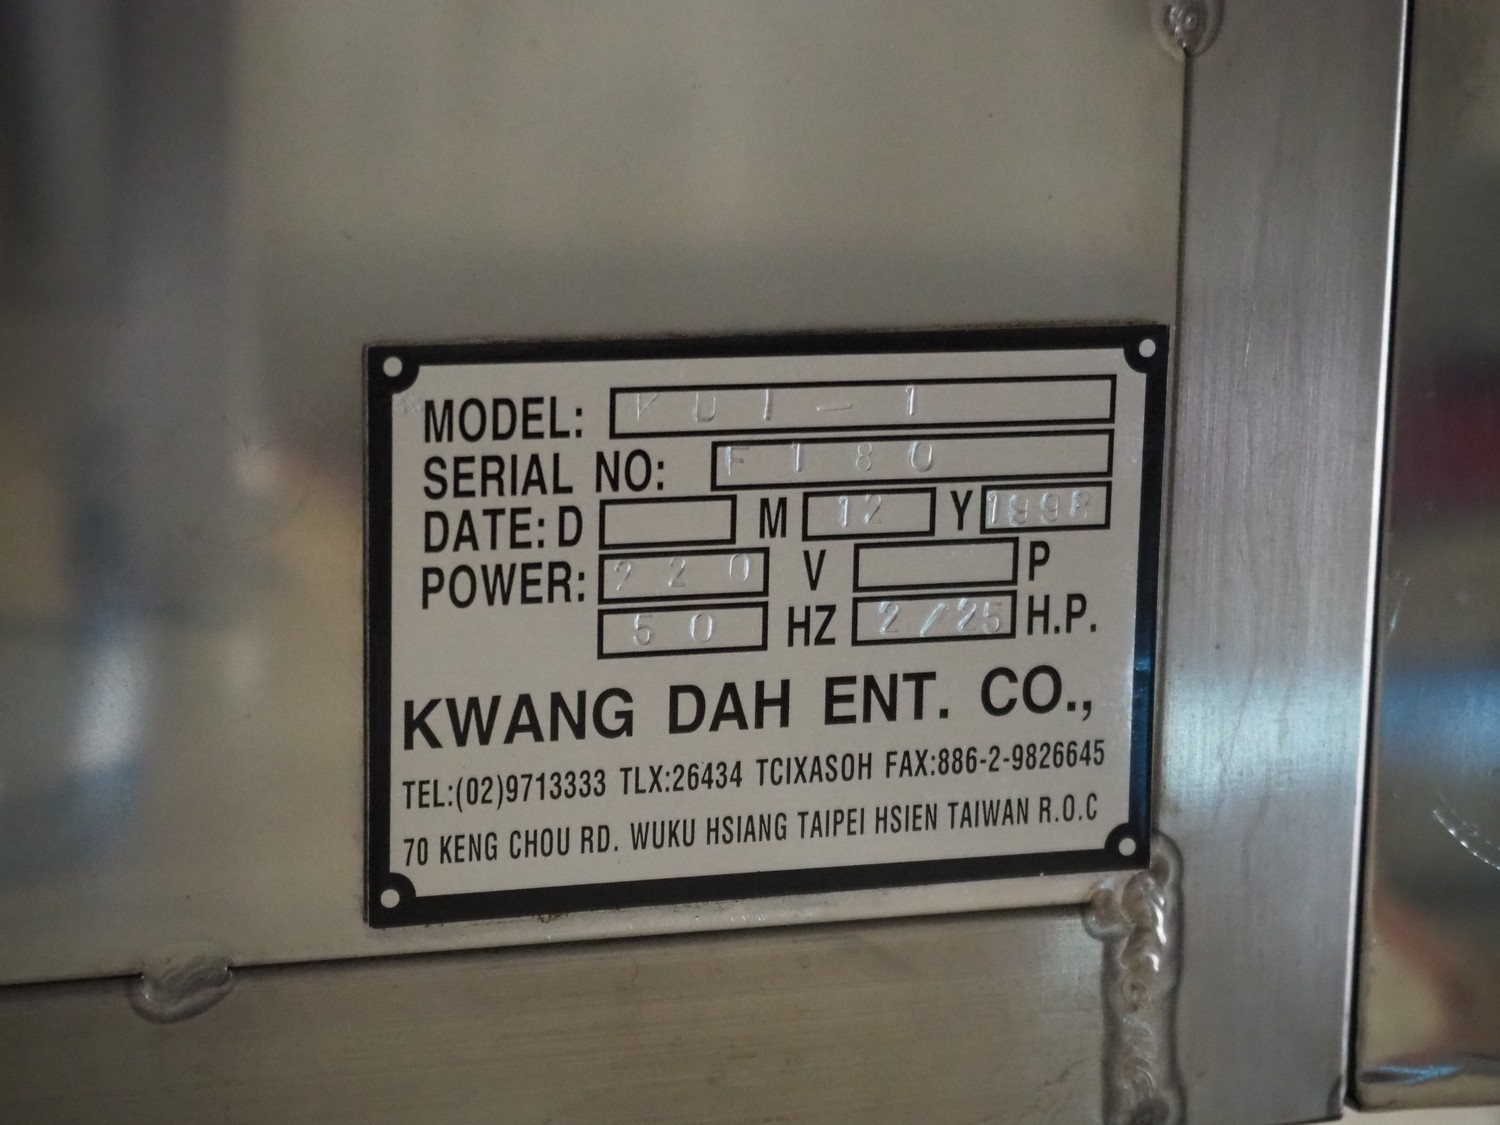 MODEL: KDT-1
SERIAL NO: F180
DATE: D M 12 Y 1998
POWER: 220 V P
50 HZ 2/25 H.P.
KWANG DAH ENT. CO.,
TEL:(02)9713333 TLX:26434 TCIXASOH FAX:886-2-9826645
70 KENG CHOU RD. WUKU HSIANG TAIPEI HSIEN TAIWAN R.O.C